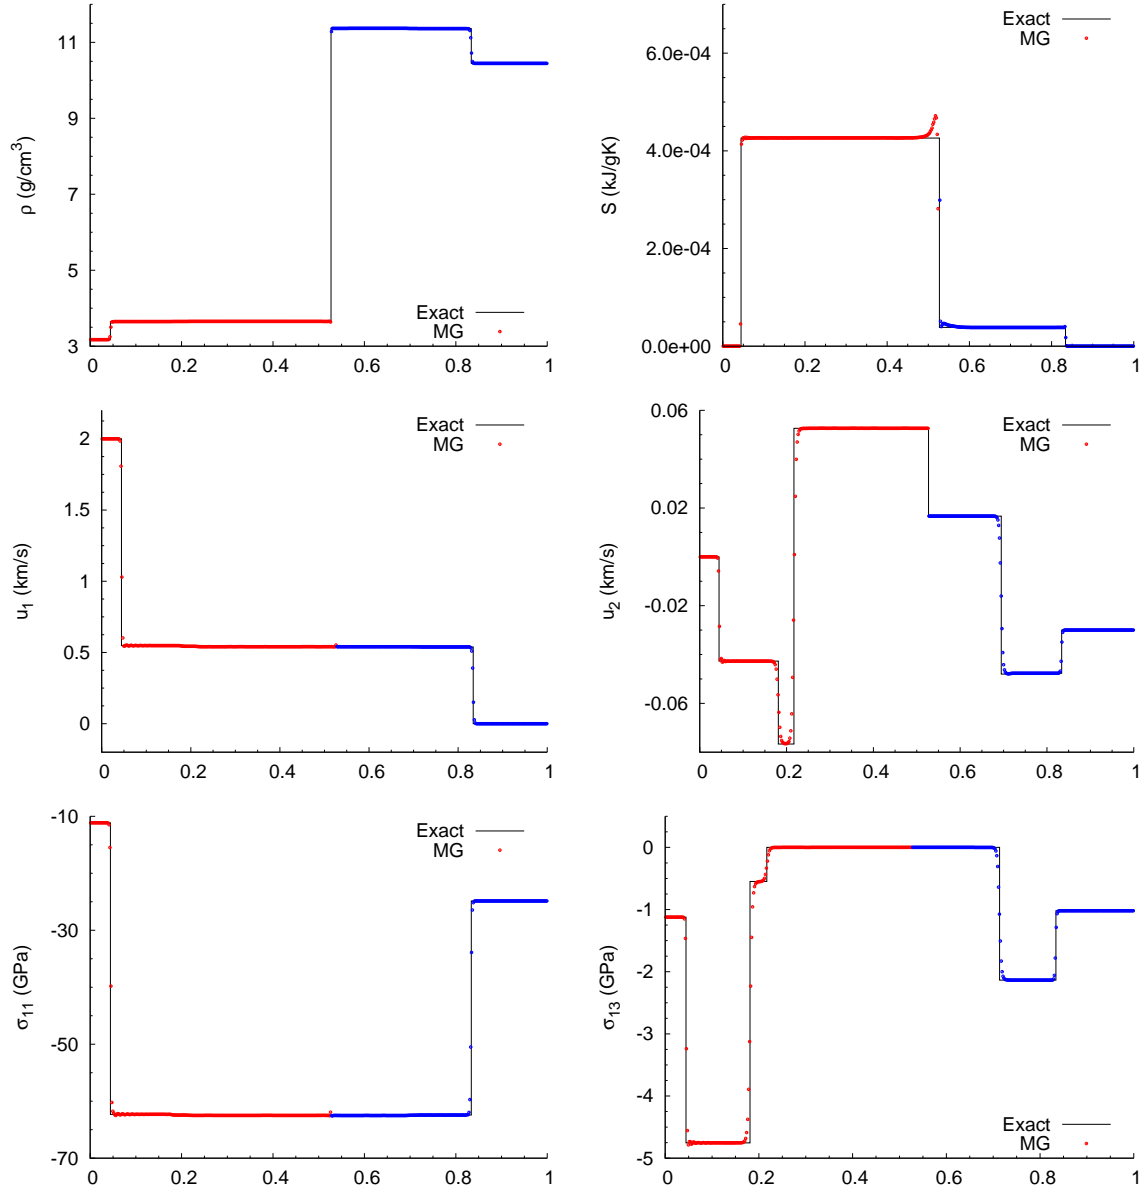 ρ (g/cm³)
11
9
7
5
3
Exact
MG
0 0.2 0.4 0.6 0.8 1
S (kJ/gK)
6.0e-04
4.0e-04
2.0e-04
0.0e+00
Exact
MG
0 0.2 0.4 0.6 0.8 1
u₁ (km/s)
2
1.5
1
0.5
0
Exact
MG
0 0.2 0.4 0.6 0.8 1
u₂ (km/s)
0.06
0.02
-0.02
-0.06
Exact
MG
0 0.2 0.4 0.6 0.8 1
σ₁₁ (GPa)
-10
-30
-50
-70
Exact
MG
0 0.2 0.4 0.6 0.8 1
σ₁₃ (GPa)
0
-1
-2
-3
-4
-5
Exact
MG
0 0.2 0.4 0.6 0.8 1